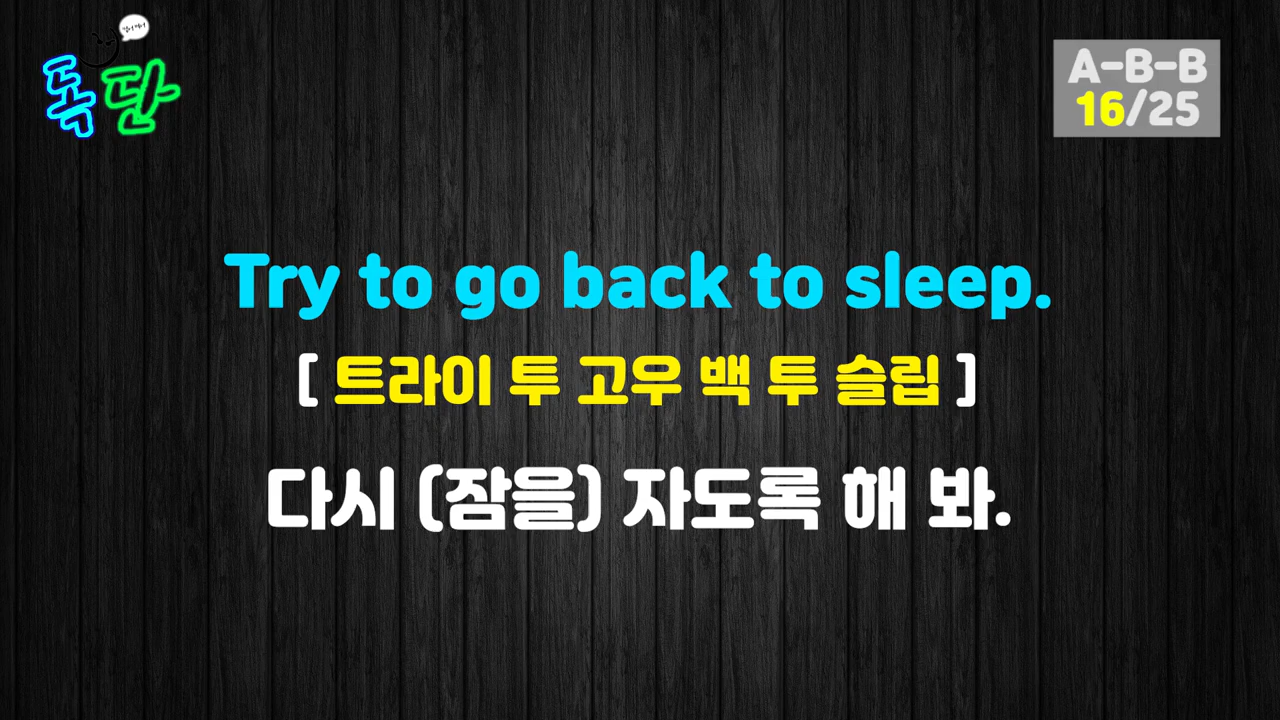 톡단
A-B-B
16/25
Try to go back to sleep.
[ 트라이 투 고우 백 투 슬립 ]
다시 (잠을) 자도록 해 봐.